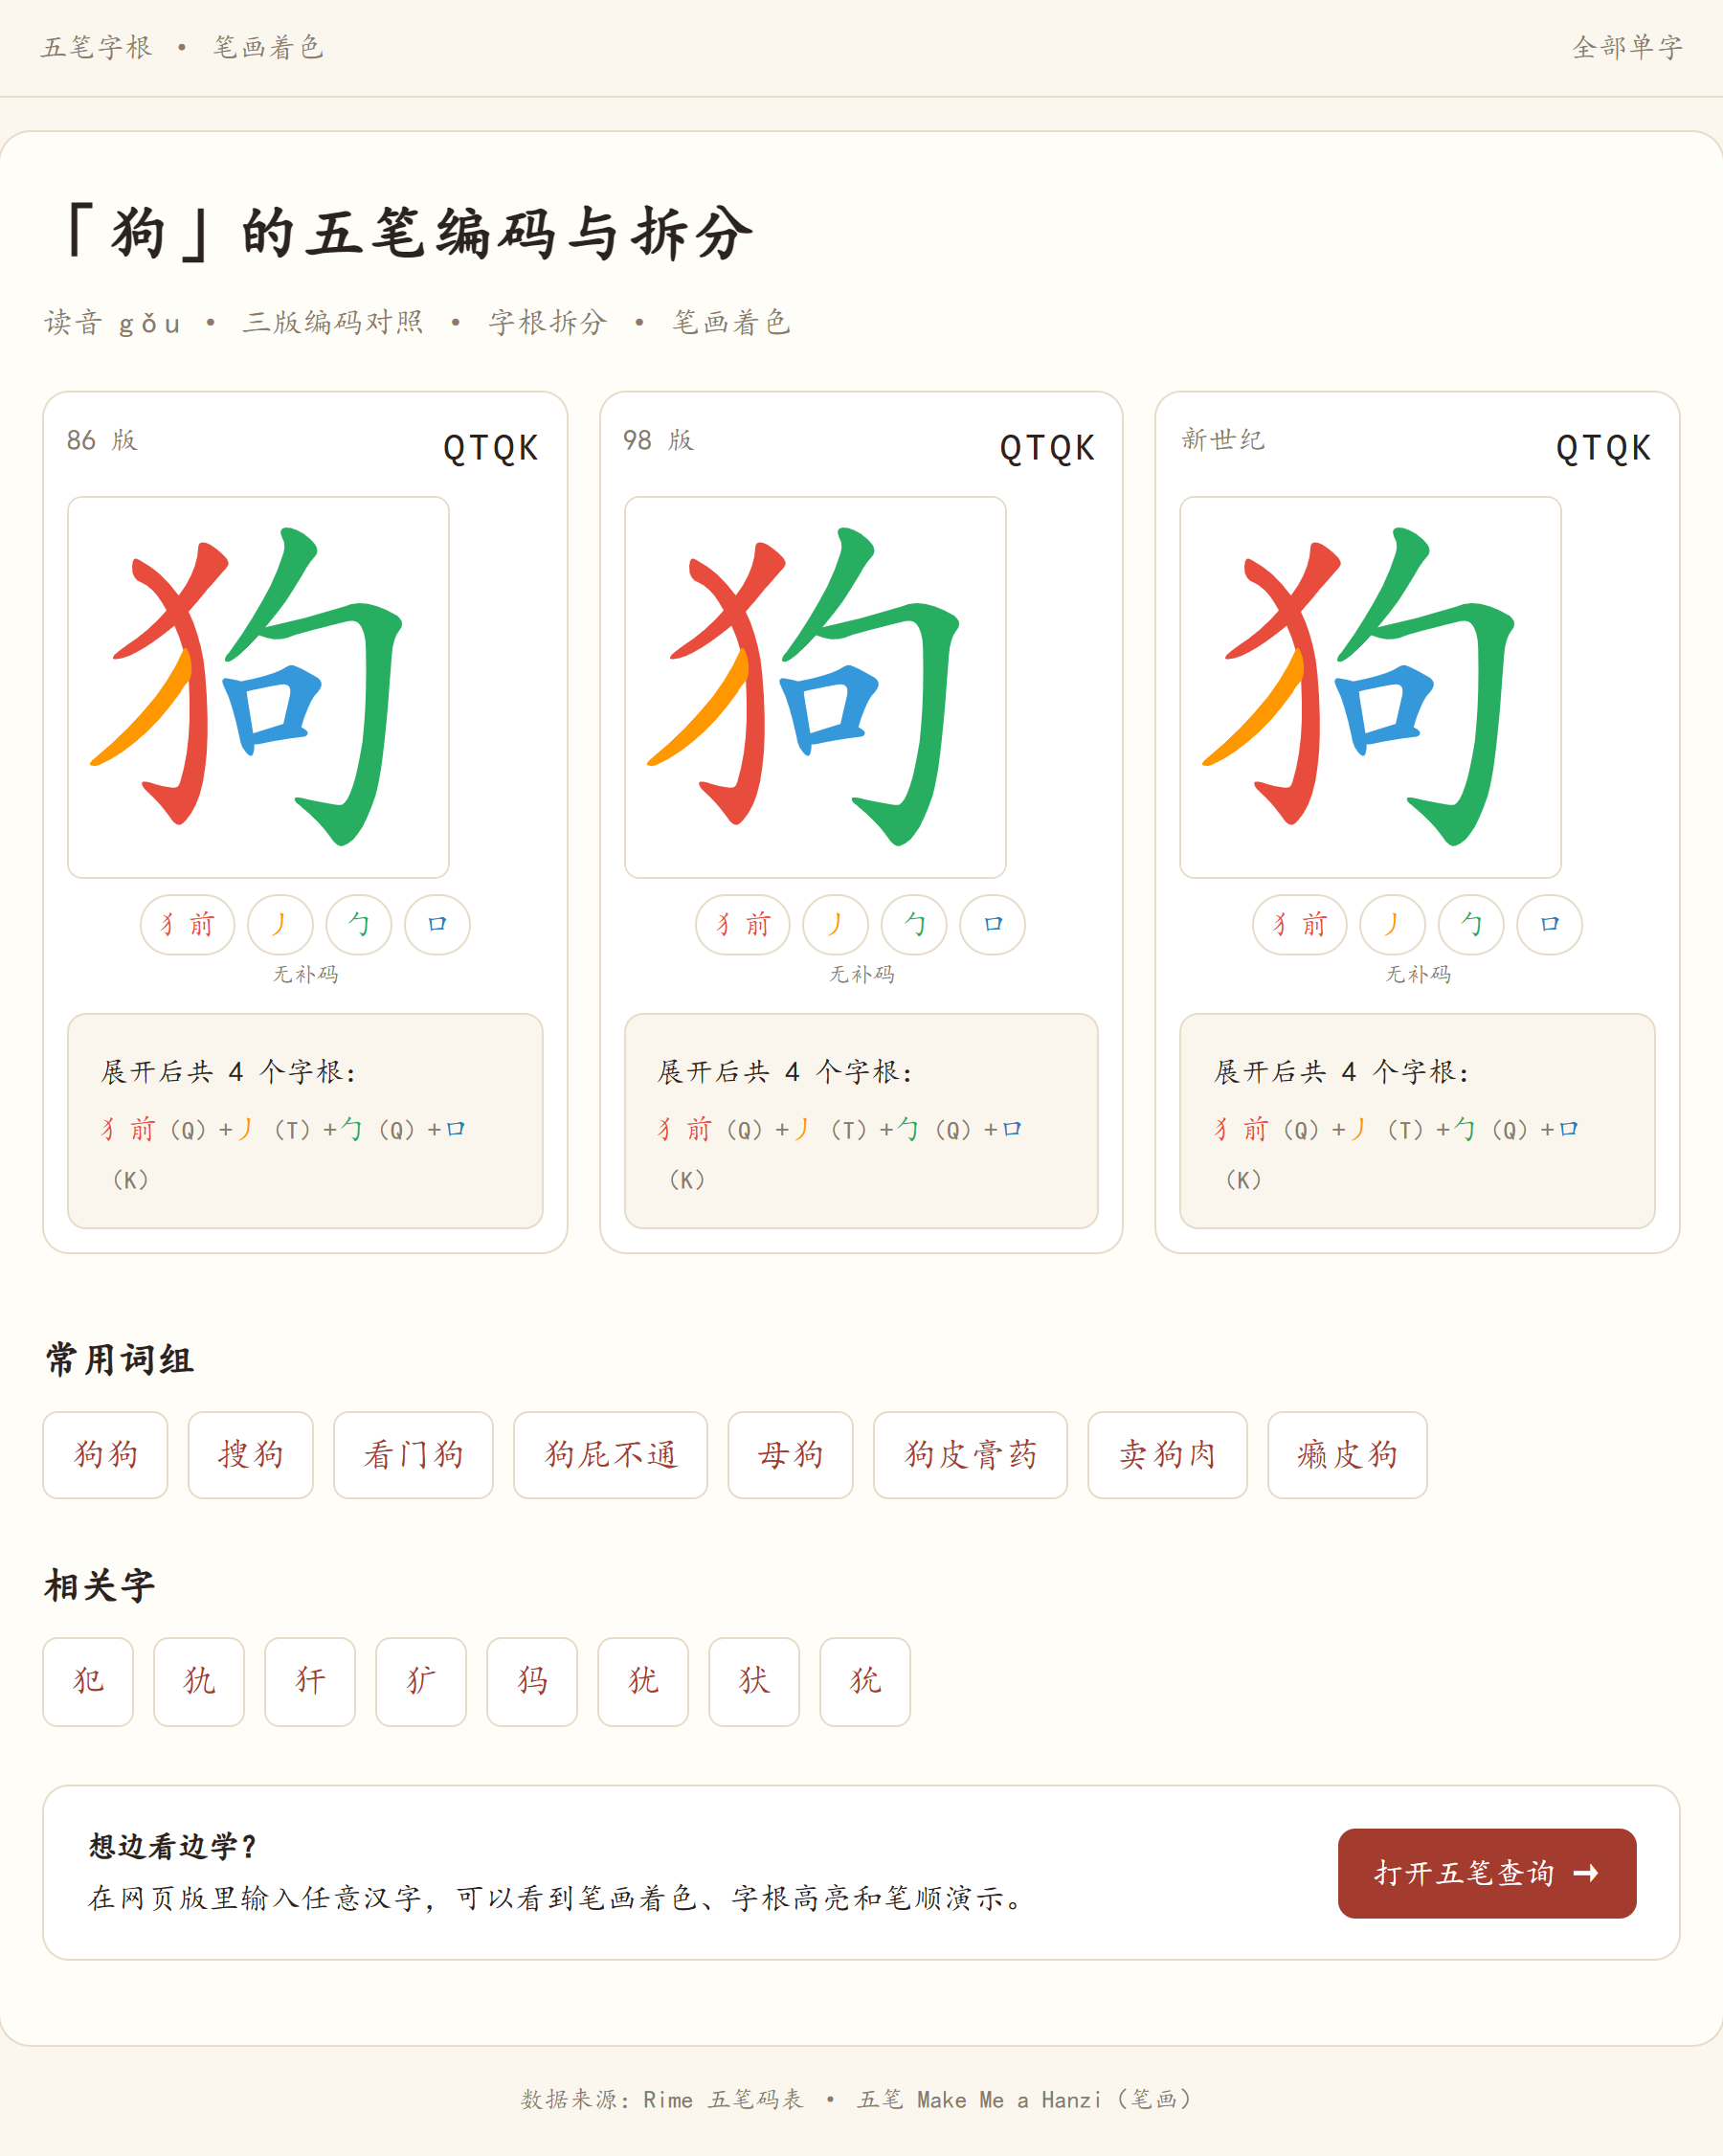 五笔字根 • 笔画着色
全部单字
「狗」的五笔编码与拆分
读音 gǒu • 三版编码对照 • 字根拆分 • 笔画着色
86 版 QTQK
狗
犭前 丿 勹 口
无补码
展开后共 4 个字根:
犭前（Q）+丿（T）+勹（Q）+口
（K）
98 版 QTQK
狗
犭前 丿 勹 口
无补码
展开后共 4 个字根:
犭前（Q）+丿（T）+勹（Q）+口
（K）
新世纪 QTQK
狗
犭前 丿 勹 口
无补码
展开后共 4 个字根:
犭前（Q）+丿（T）+勹（Q）+口
（K）
常用词组
狗狗 搜狗 看门狗 狗屁不通 母狗 狗皮膏药 卖狗肉 癞皮狗
相关字
犯 犰 犴 犷 犸 犹 狀 狁
想边看边学?
在网页版里输入任意汉字，可以看到笔画着色、字根高亮和笔顺演示。
打开五笔查询 →
数据来源: Rime 五笔码表 • 五笔 Make Me a Hanzi (笔画)